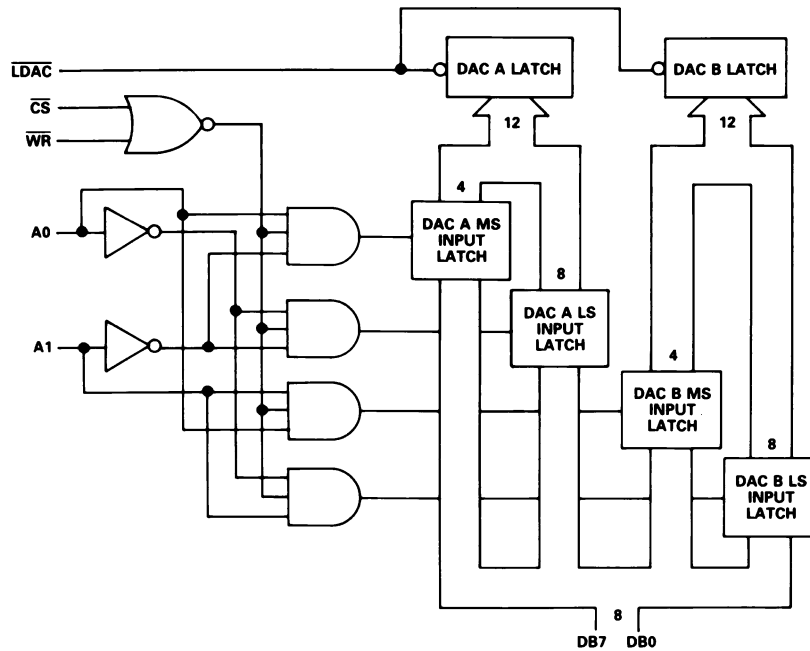 LDAC
DAC A LATCH
DAC B LATCH
CS
WR
12
12
4
DAC A MS
INPUT
LATCH
A0
8
DAC A LS
INPUT
LATCH
A1
4
DAC B MS
INPUT
LATCH
8
DAC B LS
INPUT
LATCH
8
DB7 DB0